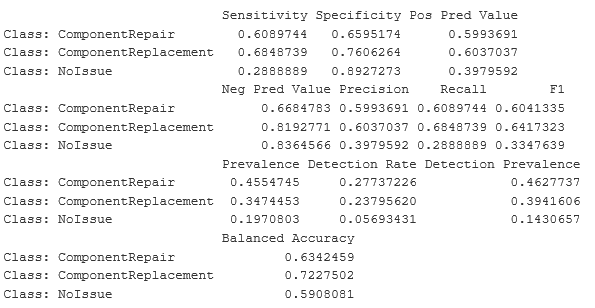 Sensitivity Specificity Pos Pred Value
Class: ComponentRepair 0.6089744 0.6595174 0.5993691
Class: ComponentReplacement 0.6848739 0.7606264 0.6037037
Class: NoIssue 0.2888889 0.8927273 0.3979592
Neg Pred Value Precision Recall F1
Class: ComponentRepair 0.6684783 0.5993691 0.6089744 0.6041335
Class: ComponentReplacement 0.8192771 0.6037037 0.6848739 0.6417323
Class: NoIssue 0.8364566 0.3979592 0.2888889 0.3347639
Prevalence Detection Rate Detection Prevalence
Class: ComponentRepair 0.4554745 0.27737226 0.4627737
Class: ComponentReplacement 0.3474453 0.23795620 0.3941606
Class: NoIssue 0.1970803 0.05693431 0.1430657
Balanced Accuracy
Class: ComponentRepair 0.6342459
Class: ComponentReplacement 0.7227502
Class: NoIssue 0.5908081